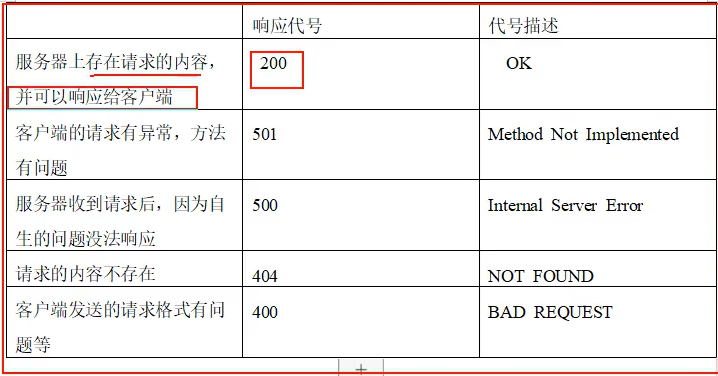 响应代号 代号描述
服务器上存在请求的内容， 200 OK
并可以响应给客户端
客户端的请求有异常，方法 501 Method Not Implemented
有问题
服务器收到请求后，因为自 500 Internal Server Error
生的问题没法响应
请求的内容不存在 404 NOT FOUND
客户端发送的请求格式有问 400 BAD REQUEST
题等